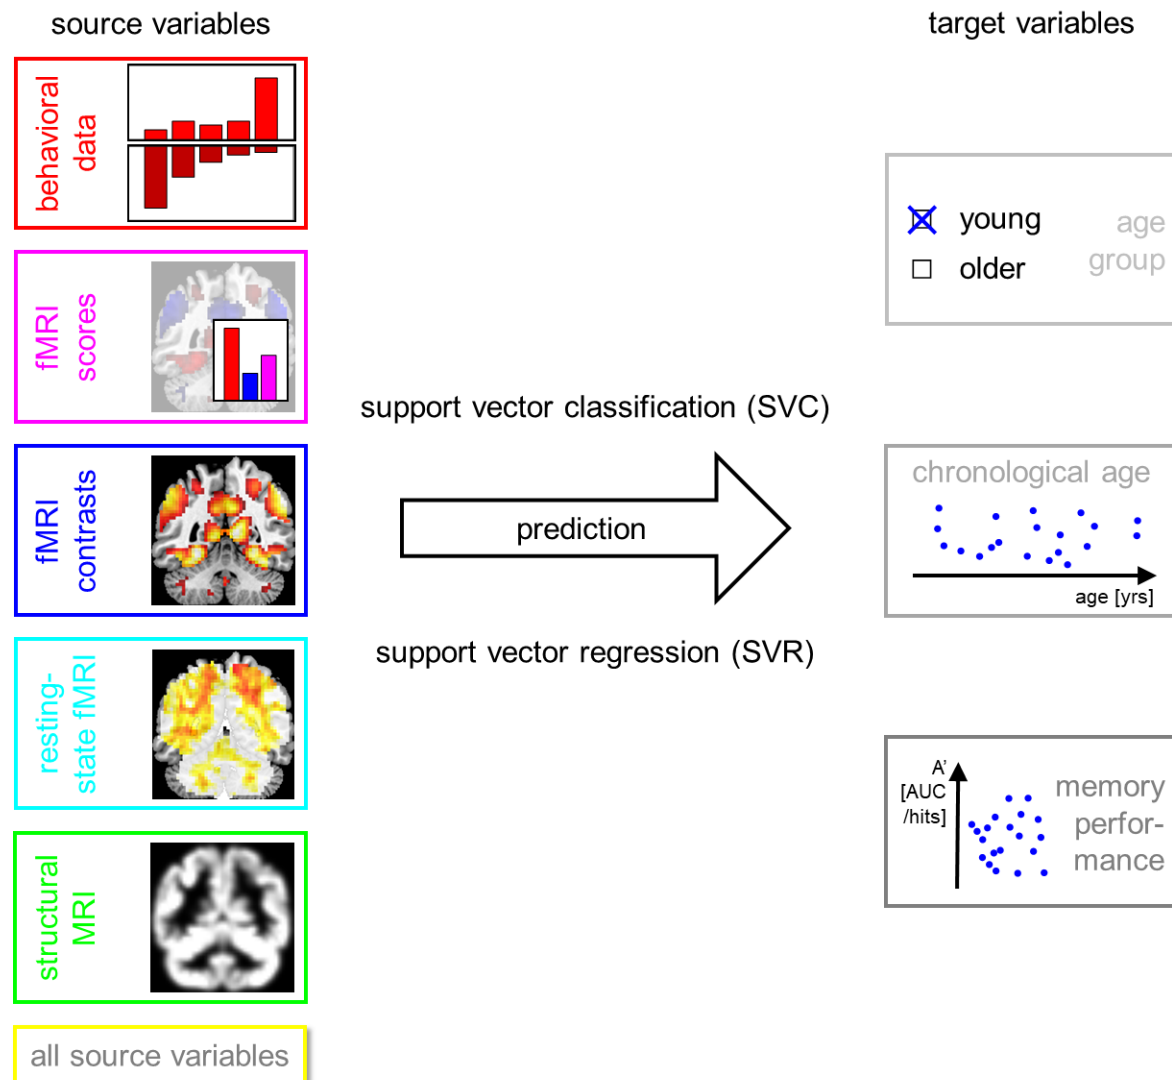 source variables
target variables
behavioral
data
fMRI
scores
fMRI
contrasts
resting-
state fMRI
structural
MRI
all source variables
support vector classification (SVC)
prediction
support vector regression (SVR)
young
older
age
group
chronological age
age [yrs]
A'
[AUC
/hits]
memory
perfor-
mance